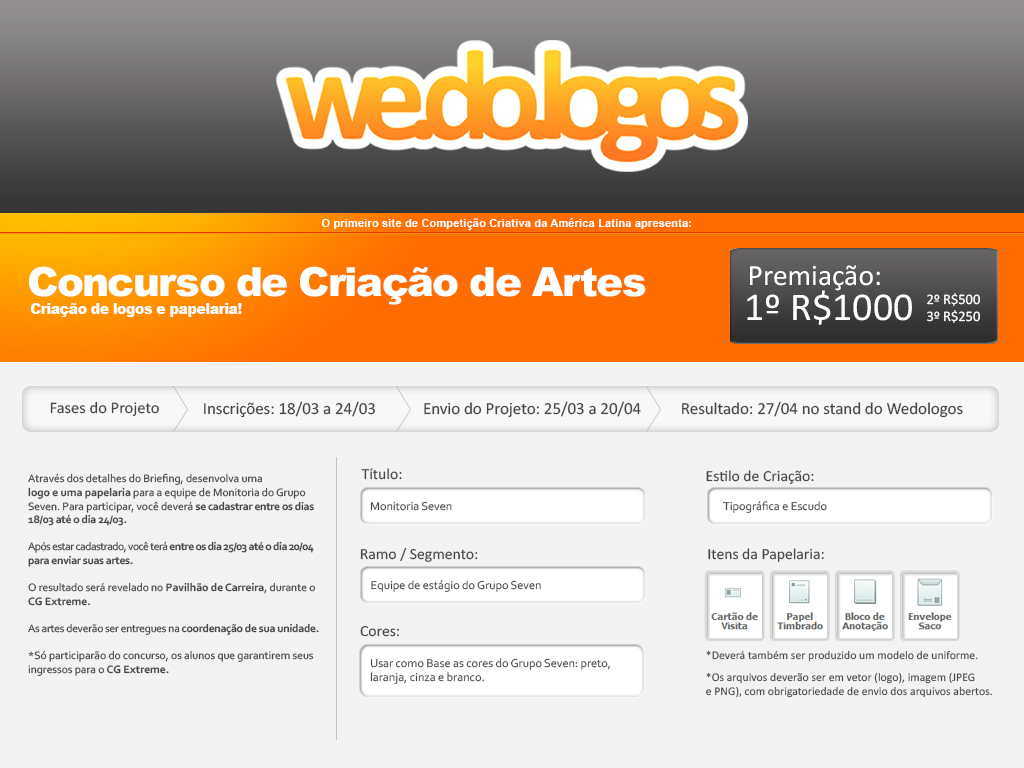 we.do.logos
O primeiro site de Competição Criativa da América Latina apresenta:
Concurso de Criação de Artes
Criação de logos e papelaria!
Premiação:
1º R$1000
2º R$500
3º R$250
Fases do Projeto
Inscrições: 18/03 a 24/03
Envio do Projeto: 25/03 a 20/04
Resultado: 27/04 no stand do Wedologos
Através dos detalhes do Briefing, desenvolva uma
logo e uma papelaria para a equipe de Monitoria do Grupo
Seven. Para participar, você deverá se cadastrar entre os dias
18/03 até o dia 24/03.
Após estar cadastrado, você terá entre os dia 25/03 até o dia 20/04
para enviar suas artes.
O resultado será revelado no Pavilhão de Carreira, durante o
CG Extreme.
As artes deverão ser entregues na coordenação de sua unidade.
*Só participarão do concurso, os alunos que garantirem seus
ingressos para o CG Extreme.
Título:
Monitoria Seven
Ramo / Segmento:
Equipe de estágio do Grupo Seven
Cores:
Usar como Base as cores do Grupo Seven: preto,
laranja, cinza e branco.
Estilo de Criação:
Tipográfica e Escudo
Itens da Papelaria:
Cartão de
Visita
Papel
Timbrado
Bloco de
Anotação
Envelope
Saco
*Deverá também ser produzido um modelo de uniforme.
*Os arquivos deverão ser em vetor (logo), imagem (JPEG
e PNG), com obrigatoriedade de envio dos arquivos abertos.